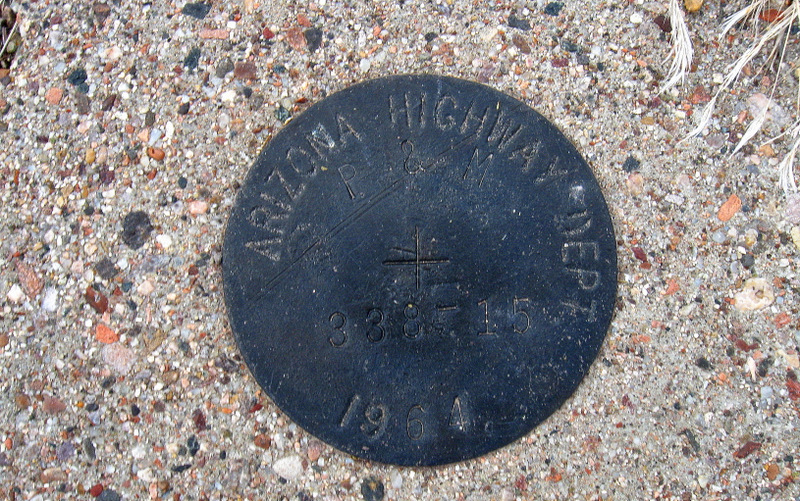 ARIZONA HIGHWAY DEPT
P & M
338-15
1964